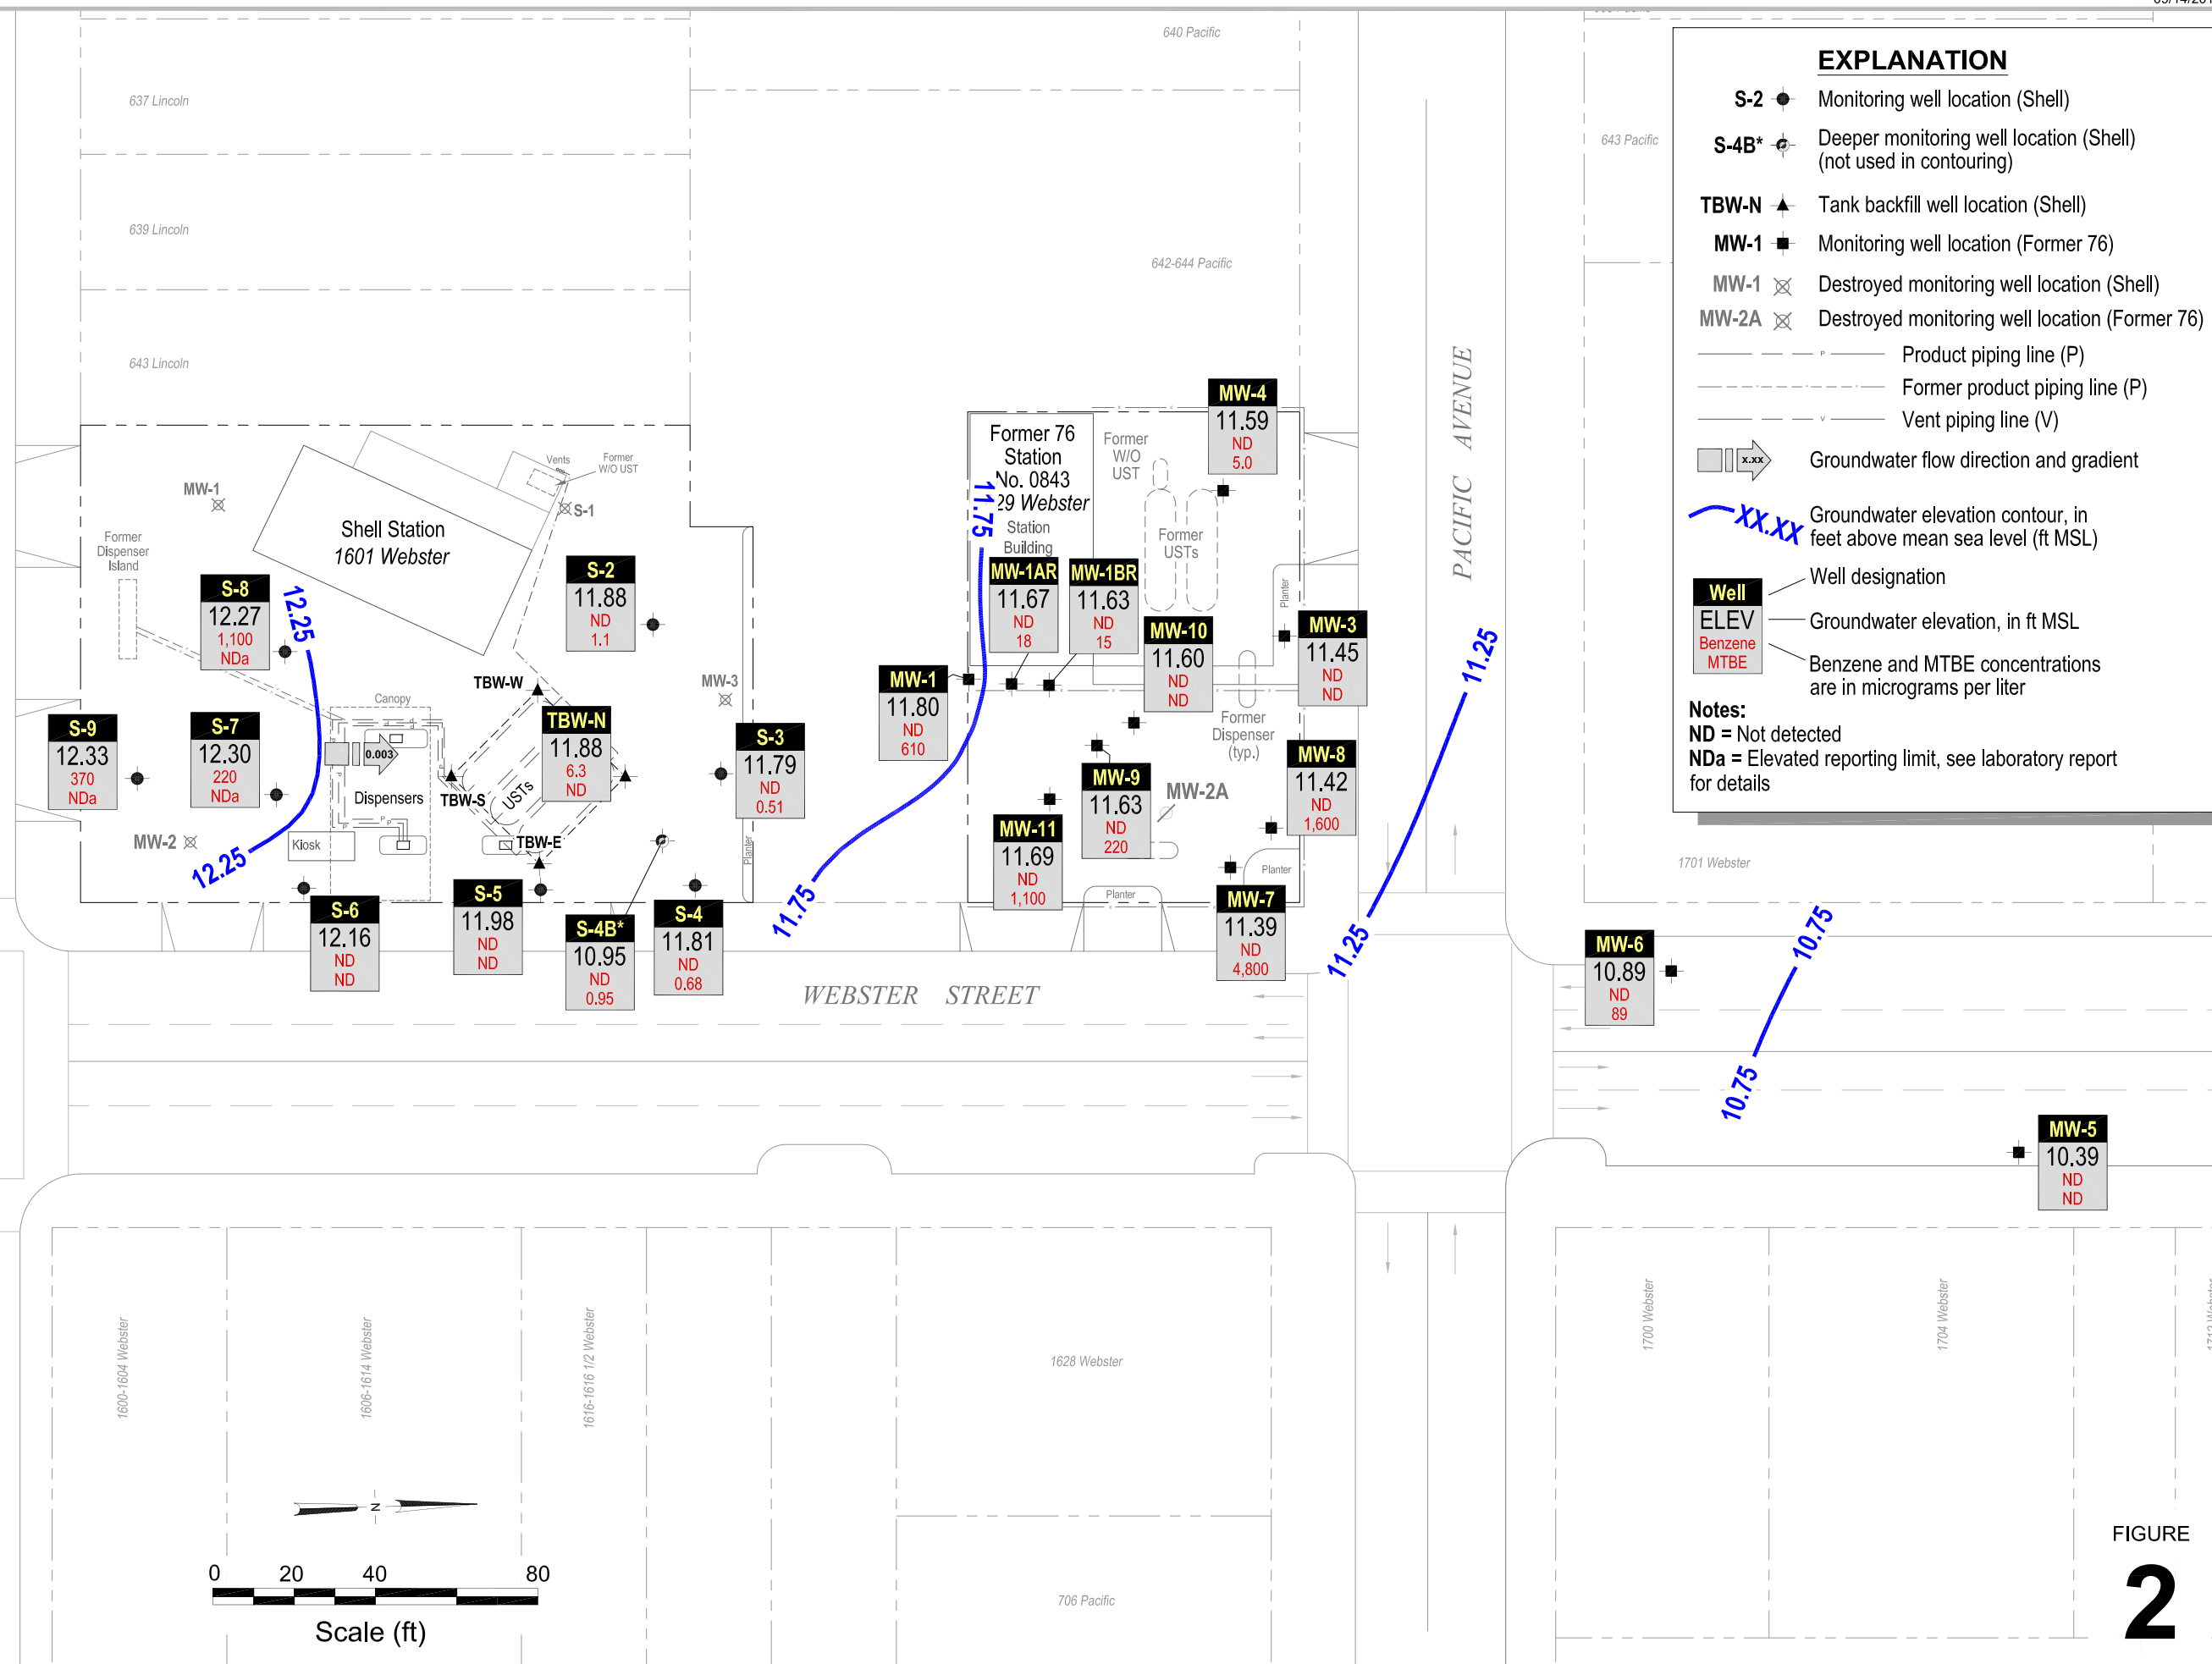 640 Pacific
637 Lincoln
639 Lincoln
643 Lincoln
642-644 Pacific
643 Pacific
EXPLANATION
S-2 Monitoring well location (Shell)
S-4B* Deeper monitoring well location (Shell)
(not used in contouring)
TBW-N Tank backfill well location (Shell)
MW-1 Monitoring well location (Former 76)
MW-1 Destroyed monitoring well location (Shell)
MW-2A Destroyed monitoring well location (Former 76)
P Product piping line (P)
Former product piping line (P)
V Vent piping line (V)
x.xx Groundwater flow direction and gradient
XX.XX Groundwater elevation contour, in
feet above mean sea level (ft MSL)
Well
ELEV
Benzene
MTBE
Well designation
Groundwater elevation, in ft MSL
Benzene and MTBE concentrations
are in micrograms per liter
Notes:
ND = Not detected
NDa = Elevated reporting limit, see laboratory report
for details
PACIFIC AVENUE
WEBSTER STREET
MW-1
Former
Dispenser
Island
Shell Station
1601 Webster
Vents
Former
W/O UST
S-1
S-2
11.88
ND
1.1
S-8
12.27
1,100
NDa
12.25
S-9
12.33
370
NDa
S-7
12.30
220
NDa
MW-2
12.25
Canopy
0.003
Dispensers
Kiosk
P
TBW-W
TBW-S
USTs
TBW-E
TBW-N
11.88
6.3
ND
MW-3
S-3
11.79
ND
0.51
Planter
S-6
12.16
ND
ND
S-5
11.98
ND
ND
S-4B*
10.95
ND
0.95
S-4
11.81
ND
0.68
11.75
11.75
Former 76
Station
No. 0843
29 Webster
Station
Building
Former
W/O
UST
Former
USTs
MW-4
11.59
ND
5.0
MW-1AR
11.67
ND
18
MW-1BR
11.63
ND
15
MW-10
11.60
ND
ND
Planter
MW-3
11.45
ND
ND
MW-1
11.80
ND
610
Former
Dispenser
(typ.)
MW-8
11.42
ND
1,600
MW-9
11.63
ND
220
MW-2A
MW-11
11.69
ND
1,100
Planter
Planter
MW-7
11.39
ND
4,800
11.25
11.25
1701 Webster
MW-6
10.89
ND
89
10.75
10.75
MW-5
10.39
ND
ND
1600-1604 Webster
1606-1614 Webster
1616-1616 1/2 Webster
1628 Webster
706 Pacific
1700 Webster
1704 Webster
N
0 20 40 80
Scale (ft)
FIGURE
2